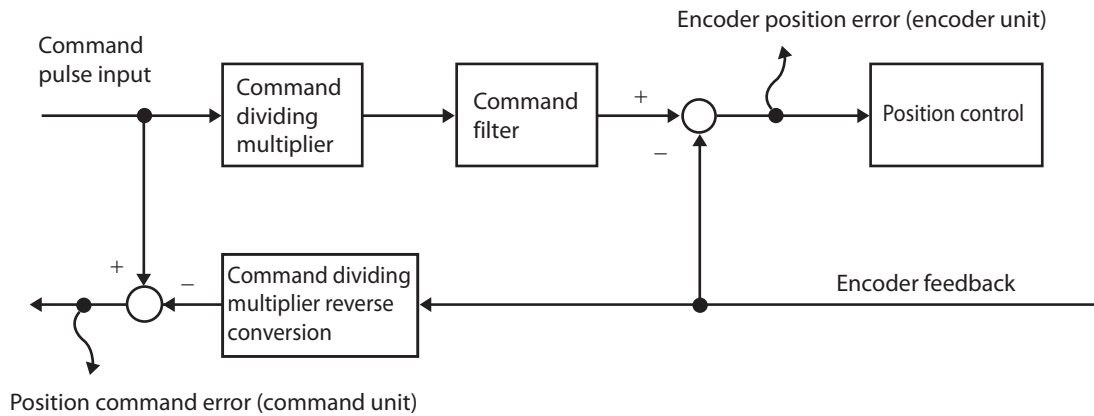 Encoder position error (encoder unit)
Command
pulse input
Command
dividing
multiplier
Command
filter
+
−
Position control
+
−
Command dividing
multiplier reverse
conversion
Encoder feedback
Position command error (command unit)